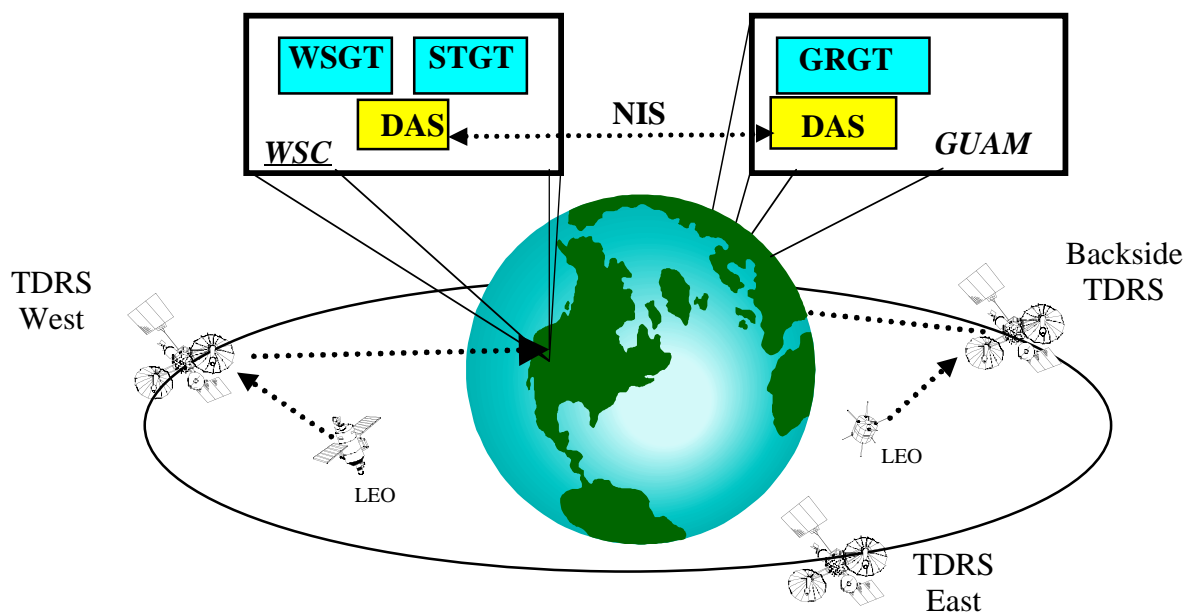 WSGT
STGT
DAS
WSC
NIS
GRGT
DAS
GUAM
TDRS
West
Backside
TDRS
LEO
LEO
TDRS
East